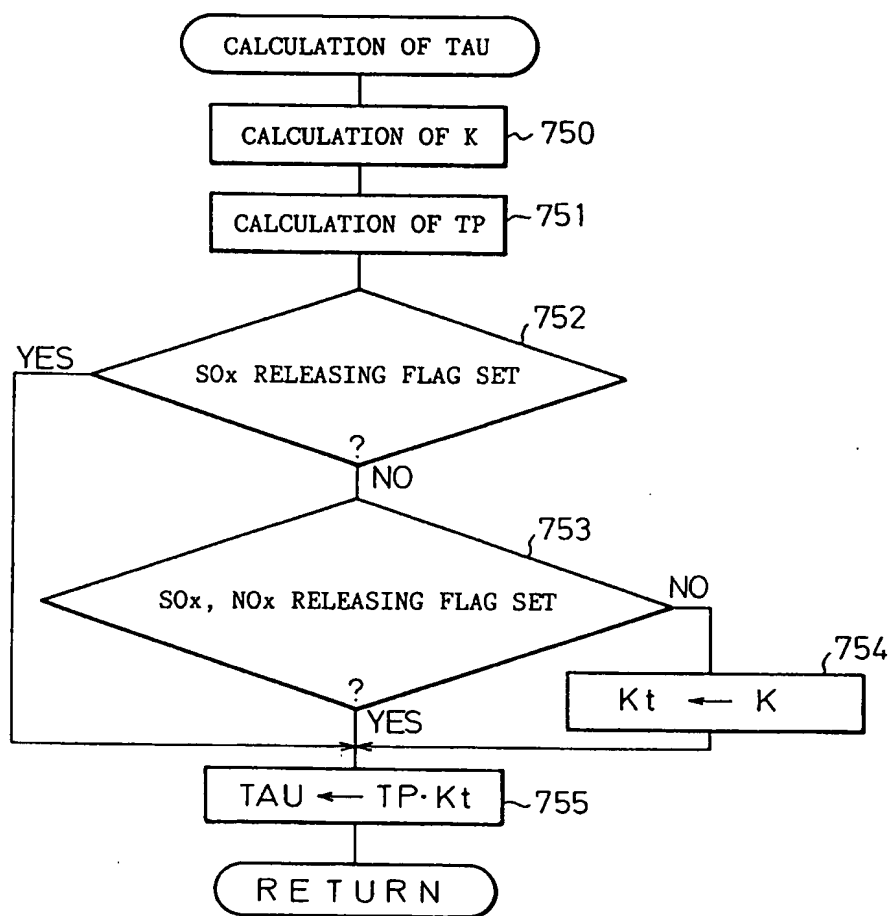 CALCULATION OF TAU
CALCULATION OF K
750
CALCULATION OF TP
751
752
YES
SOx RELEASING FLAG SET
?
NO
753
NO
SOx, NOx RELEASING FLAG SET
754
?
Kt ← K
YES
TAU ← TP·Kt
755
RETURN